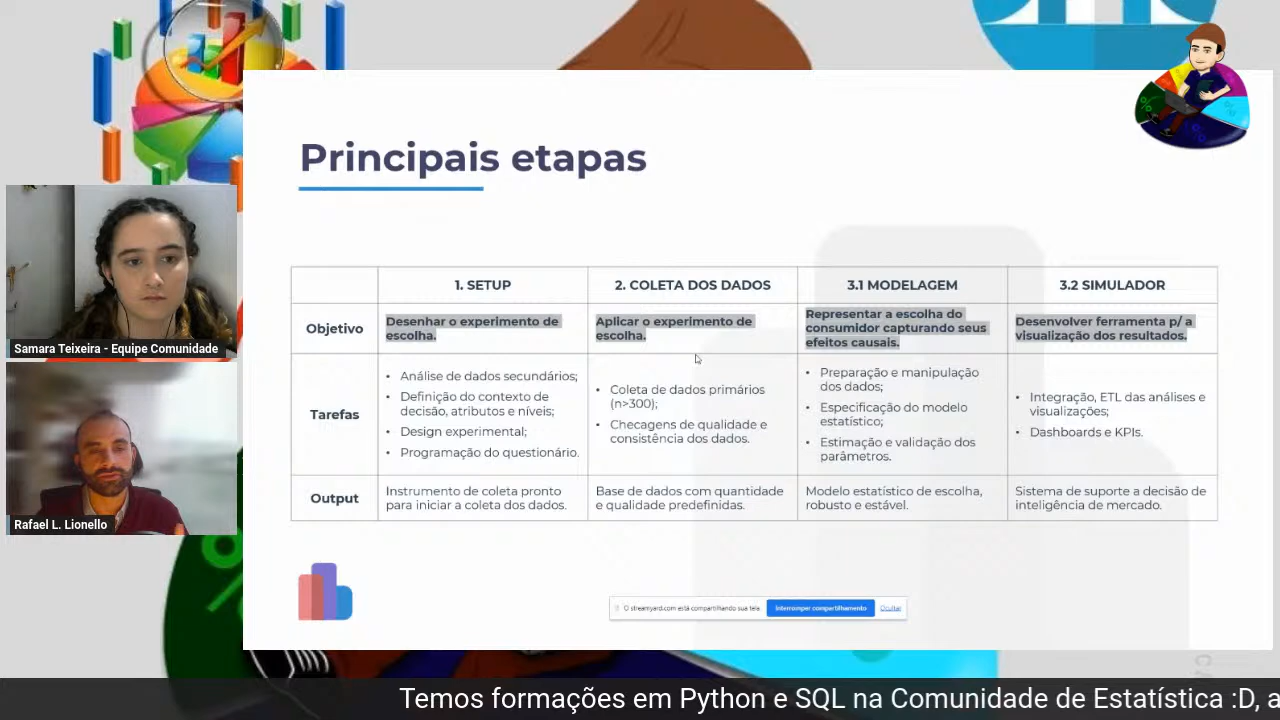 Principais etapas
1. SETUP
2. COLETA DOS DADOS
3.1 MODELAGEM
3.2 SIMULADOR
Objetivo
Desenhar o experimento de
escolha.
Aplicar o experimento de
escolha.
Representar a escolha do
consumidor capturando seus
efeitos causais.
Desenvolver ferramenta p/ a
visualização dos resultados.
Tarefas
• Análise de dados secundários;
• Definição do contexto de
decisão, atributos e níveis;
• Design experimental;
• Programação do questionário.
• Coleta de dados primários
(n>300);
• Checagens de qualidade e
consistência dos dados.
• Preparação e manipulação
dos dados;
• Especificação do modelo
estatístico;
• Estimação e validação dos
parâmetros.
• Integração, ETL das análises e
visualizações;
• Dashboards e KPIs.
Output
Instrumento de coleta pronto
para iniciar a coleta dos dados.
Base de dados com quantidade
e qualidade predefinidas.
Modelo estatístico de escolha,
robusto e estável.
Sistema de suporte a decisão de
inteligência de mercado.
Samara Teixeira - Equipe Comunidade
Rafael L. Lionello
O streamyard.com está compartilhando sua tela
Interromper compartilhamento
Ocultar
Temos formações em Python e SQL na Comunidade de Estatística :D, a